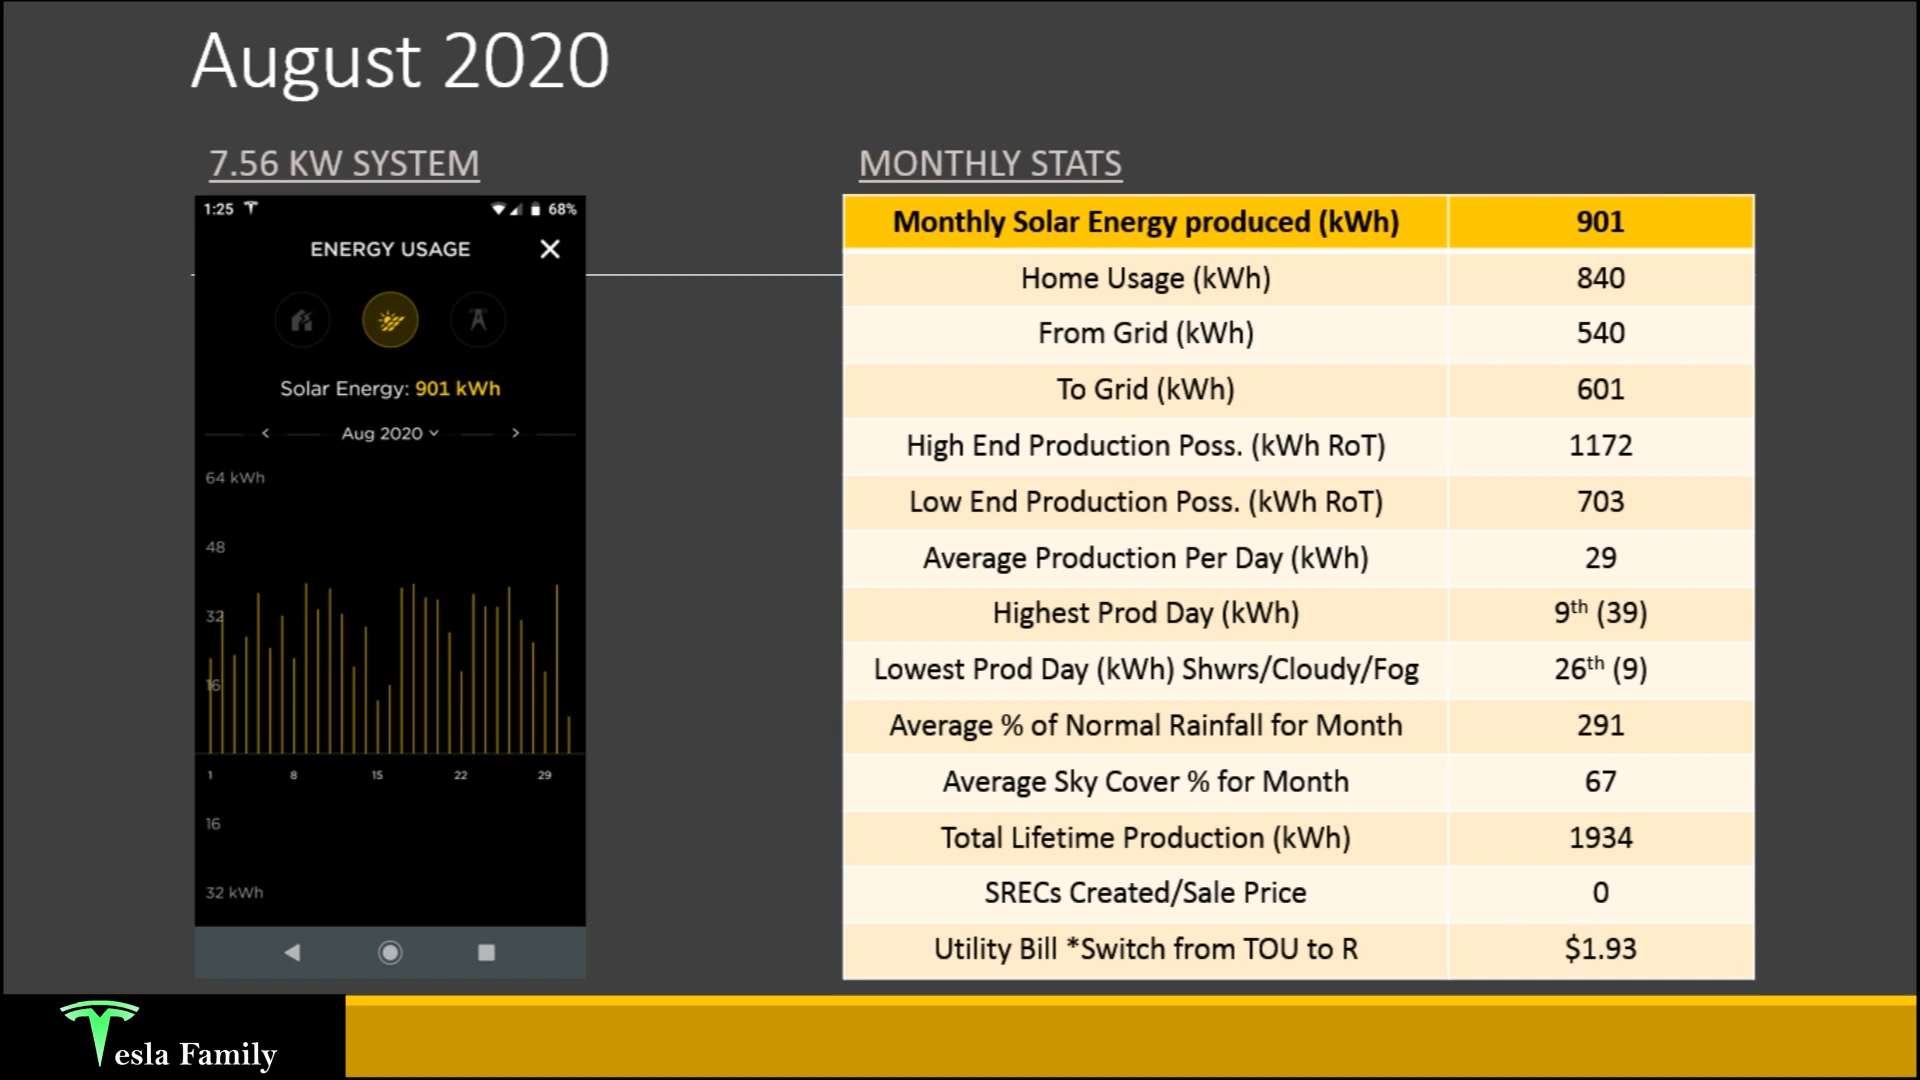 August 2020
7.56 KW SYSTEM
1:25
68%
ENERGY USAGE
Solar Energy: 901 kWh
Aug 2020
64 kWh
48
32
16
1 8 15 22 29
16
32 kWh
MONTHLY STATS
Monthly Solar Energy produced (kWh) 901
Home Usage (kWh) 840
From Grid (kWh) 540
To Grid (kWh) 601
High End Production Poss. (kWh RoT) 1172
Low End Production Poss. (kWh RoT) 703
Average Production Per Day (kWh) 29
Highest Prod Day (kWh) 9th (39)
Lowest Prod Day (kWh) Shwrs/Cloudy/Fog 26th (9)
Average % of Normal Rainfall for Month 291
Average Sky Cover % for Month 67
Total Lifetime Production (kWh) 1934
SRECs Created/Sale Price 0
Utility Bill *Switch from TOU to R $1.93
Tesla Family